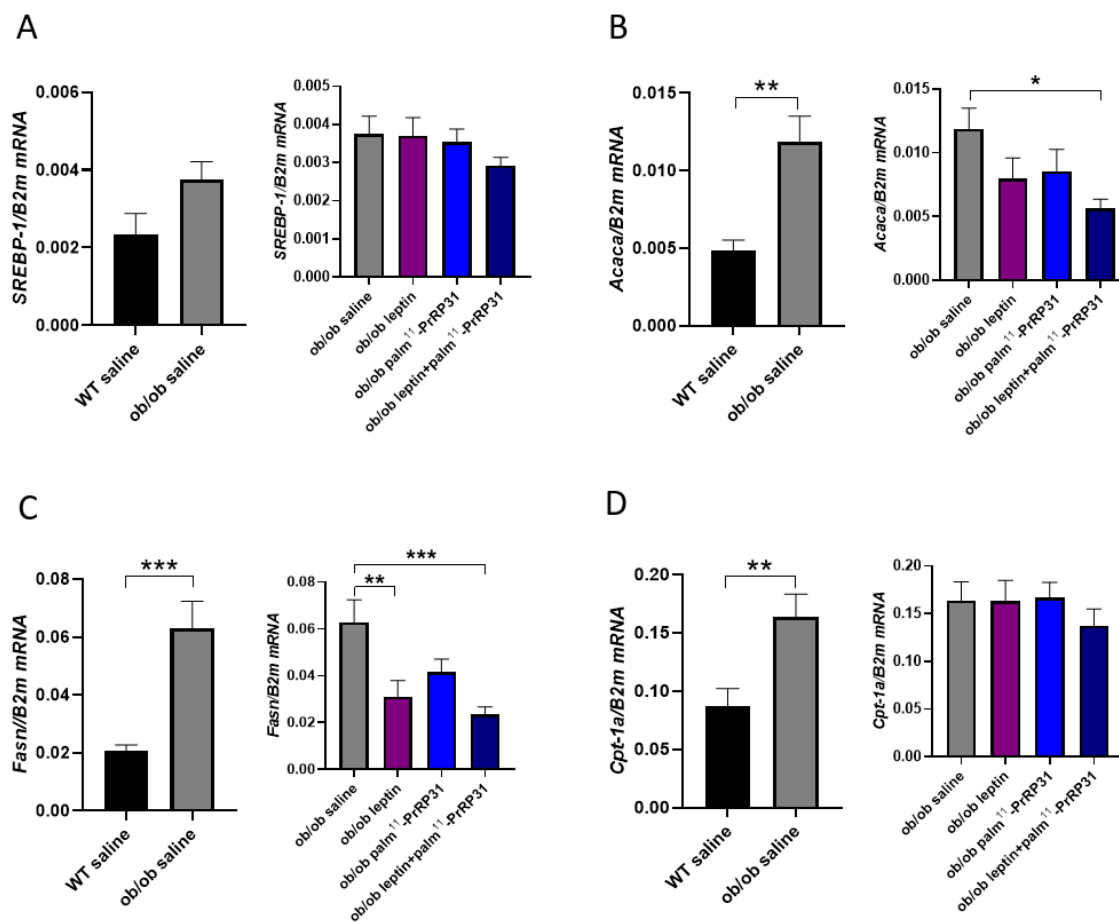 A
SREBP-1/B2m mRNA
0.006
0.004
0.002
0.000
WT saline
ob/ob saline
SREBP-1/B2m mRNA
0.005
0.004
0.003
0.002
0.001
0.000
ob/ob saline
ob/ob leptin
ob/ob palm¹¹-PrRP31
ob/ob leptin+palm¹¹-PrRP31
B
Acaca/B2m mRNA
0.015
0.010
0.005
0.000
**
WT saline
ob/ob saline
Acaca/B2m mRNA
0.015
0.010
0.005
0.000
*
ob/ob saline
ob/ob leptin
ob/ob palm¹¹-PrRP31
ob/ob leptin+palm¹¹-PrRP31
C
Fasn//B2m mRNA
0.08
0.06
0.04
0.02
0.00
***
WT saline
ob/ob saline
Fasn/B2m mRNA
0.08
0.06
0.04
0.02
0.00
***
**
ob/ob saline
ob/ob leptin
ob/ob palm¹¹-PrRP31
ob/ob leptin+palm¹¹-PrRP31
D
Cpt-1a/B2m mRNA
0.20
0.15
0.10
0.05
0.00
**
WT saline
ob/ob saline
Cpt-1a/B2m mRNA
0.20
0.15
0.10
0.05
0.00
ob/ob saline
ob/ob leptin
ob/ob palm¹¹-PrRP31
ob/ob leptin+palm¹¹-PrRP31